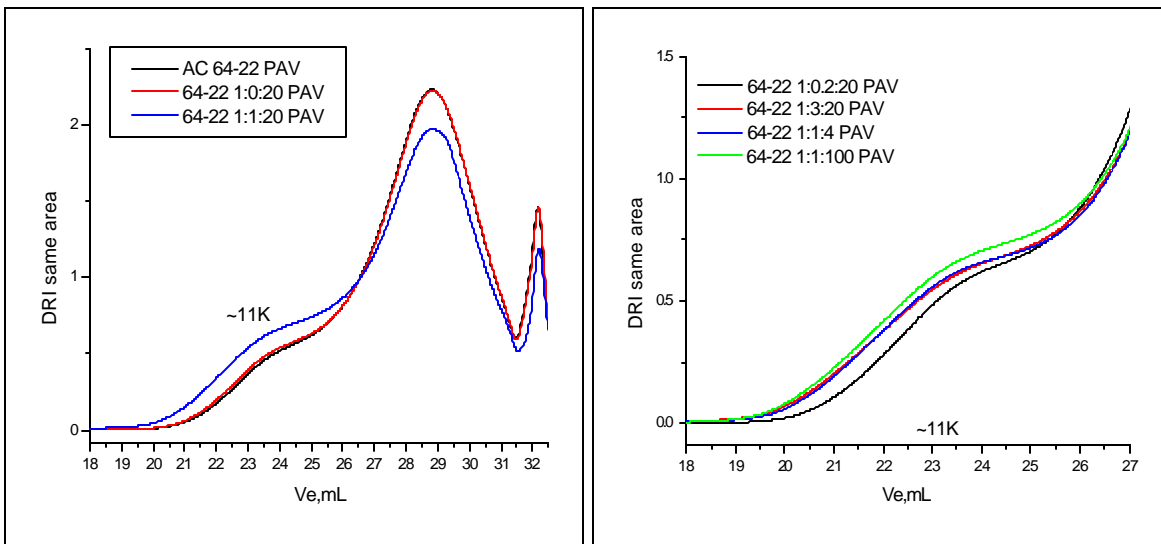 AC 64-22 PAV
64-22 1:0:20 PAV
64-22 1:1:20 PAV
2
1
0
DRI same area
~11K
18 19 20 21 22 23 24 25 26 27 28 29 30 31 32
Ve,mL
64-22 1:0.2:20 PAV
64-22 1:3:20 PAV
64-22 1:1:4 PAV
64-22 1:1:100 PAV
1.5
1.0
0.5
0.0
DRI same area
~11K
18 19 20 21 22 23 24 25 26 27
Ve,mL